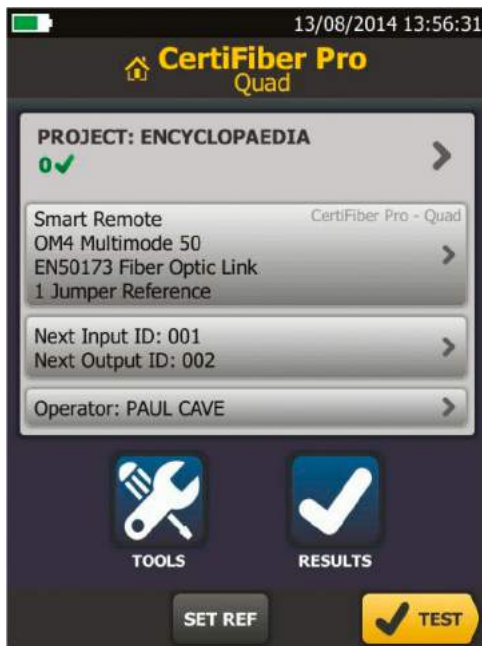 13/08/2014 13:56:31
CertiFiber Pro
Quad
PROJECT: ENCYCLOPAEDIA
0
Smart Remote
CertiFiber Pro - Quad
OM4 Multimode 50
EN50173 Fiber Optic Link
1 Jumper Reference
Next Input ID: 001
Next Output ID: 002
Operator: PAUL CAVE
TOOLS
RESULTS
SET REF
TEST